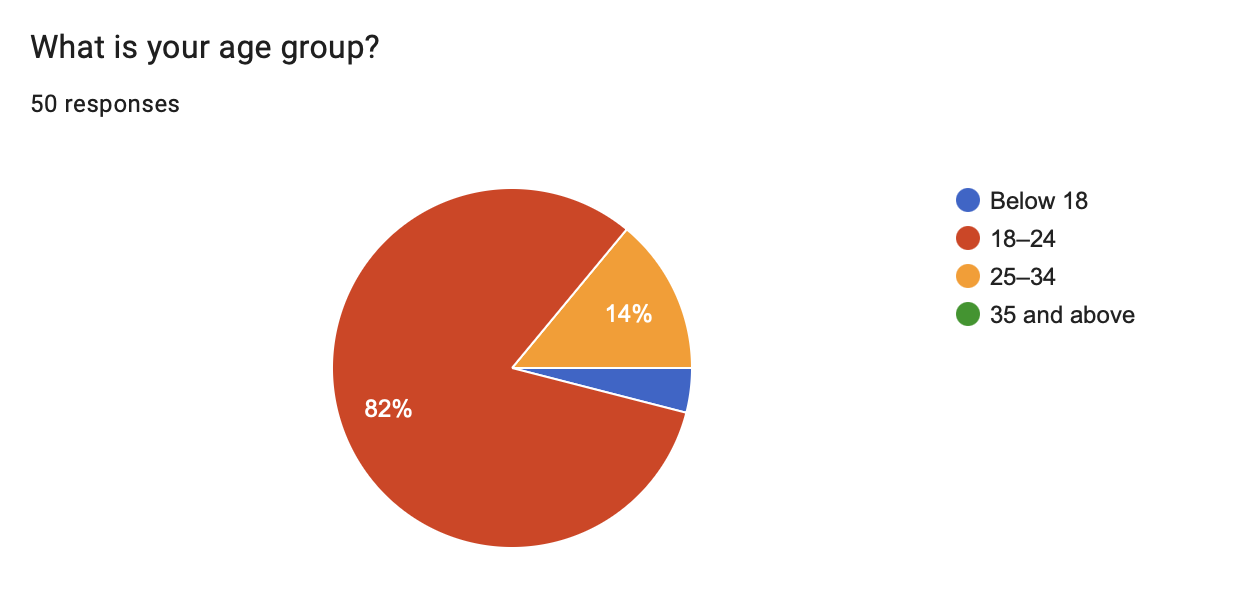 What is your age group?
50 responses
Below 18
18–24
25–34
35 and above
14%
82%